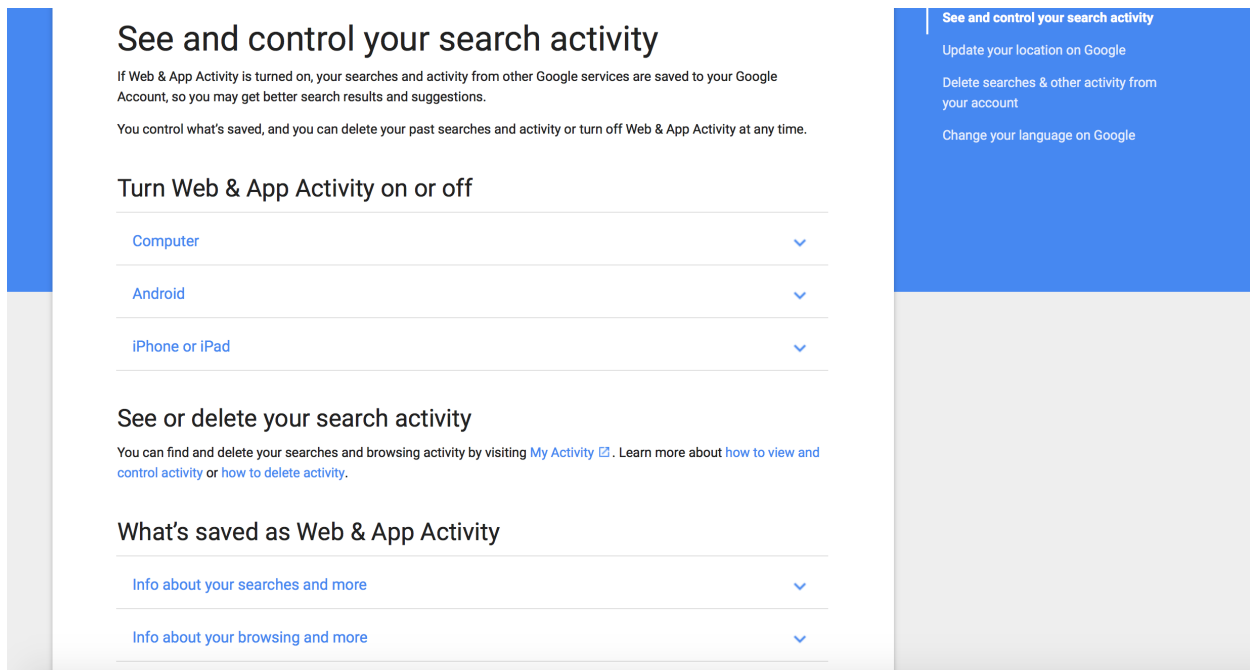 See and control your search activity
If Web & App Activity is turned on, your searches and activity from other Google services are saved to your Google
Account, so you may get better search results and suggestions.
You control what’s saved, and you can delete your past searches and activity or turn off Web & App Activity at any time.
Turn Web & App Activity on or off
Computer
Android
iPhone or iPad
See or delete your search activity
You can find and delete your searches and browsing activity by visiting My Activity. Learn more about how to view and
control activity or how to delete activity.
What’s saved as Web & App Activity
Info about your searches and more
Info about your browsing and more
See and control your search activity
Update your location on Google
Delete searches & other activity from
your account
Change your language on Google